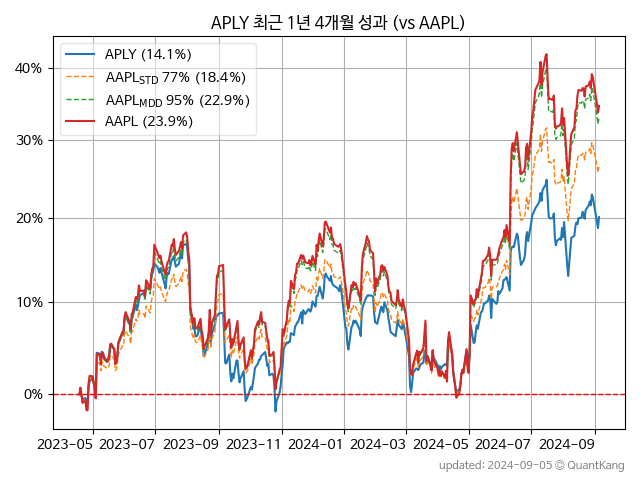 APLY 최근 1년 4개월 성과 (vs AAPL)
APLY (14.1%)
AAPL_STD 77% (18.4%)
AAPL_MDD 95% (22.9%)
AAPL (23.9%)
40%
30%
20%
10%
0%
2023-05 2023-07 2023-09 2023-11 2024-01 2024-03 2024-05 2024-07 2024-09
updated: 2024-09-05 © QuantKang